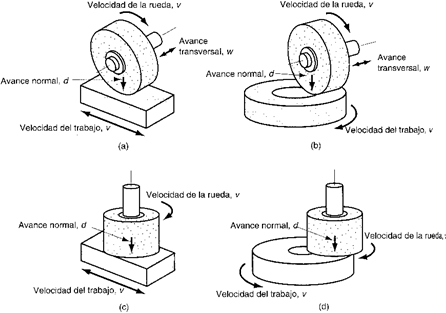 Velocidad de la rueda, v
Avance
transversal, w
Avance normal, d
Velocidad del trabajo, v
(a)
Velocidad de la rueda, v
Avance
transversal, w
Avance normal, d
Velocidad del trabajo, v
(b)
Velocidad de la rueda, v
Avance normal, d
Velocidad del trabajo, v
(c)
Avance normal, d
Velocidad de la rueda,
Velocidad del trabajo, v
(d)